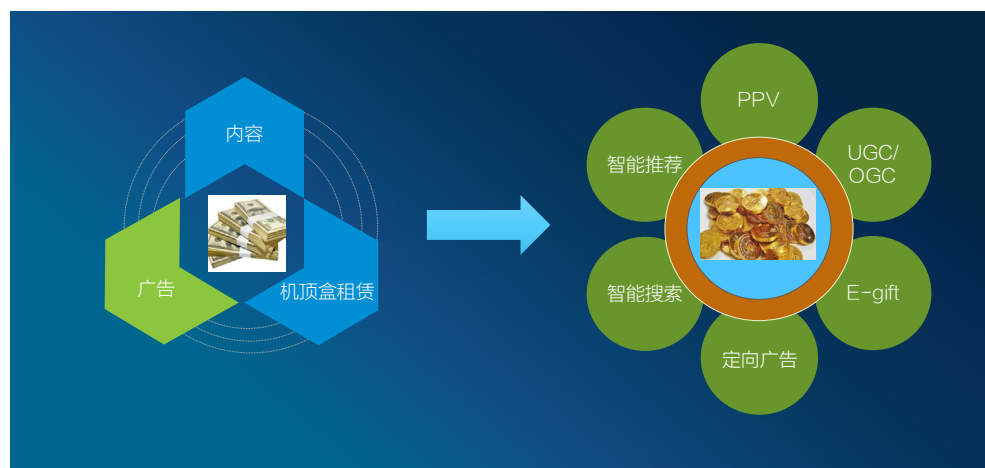 内容
广告
机顶盒租赁
PPV
UGC/
OGC
E-gift
定向广告
智能搜索
智能推荐